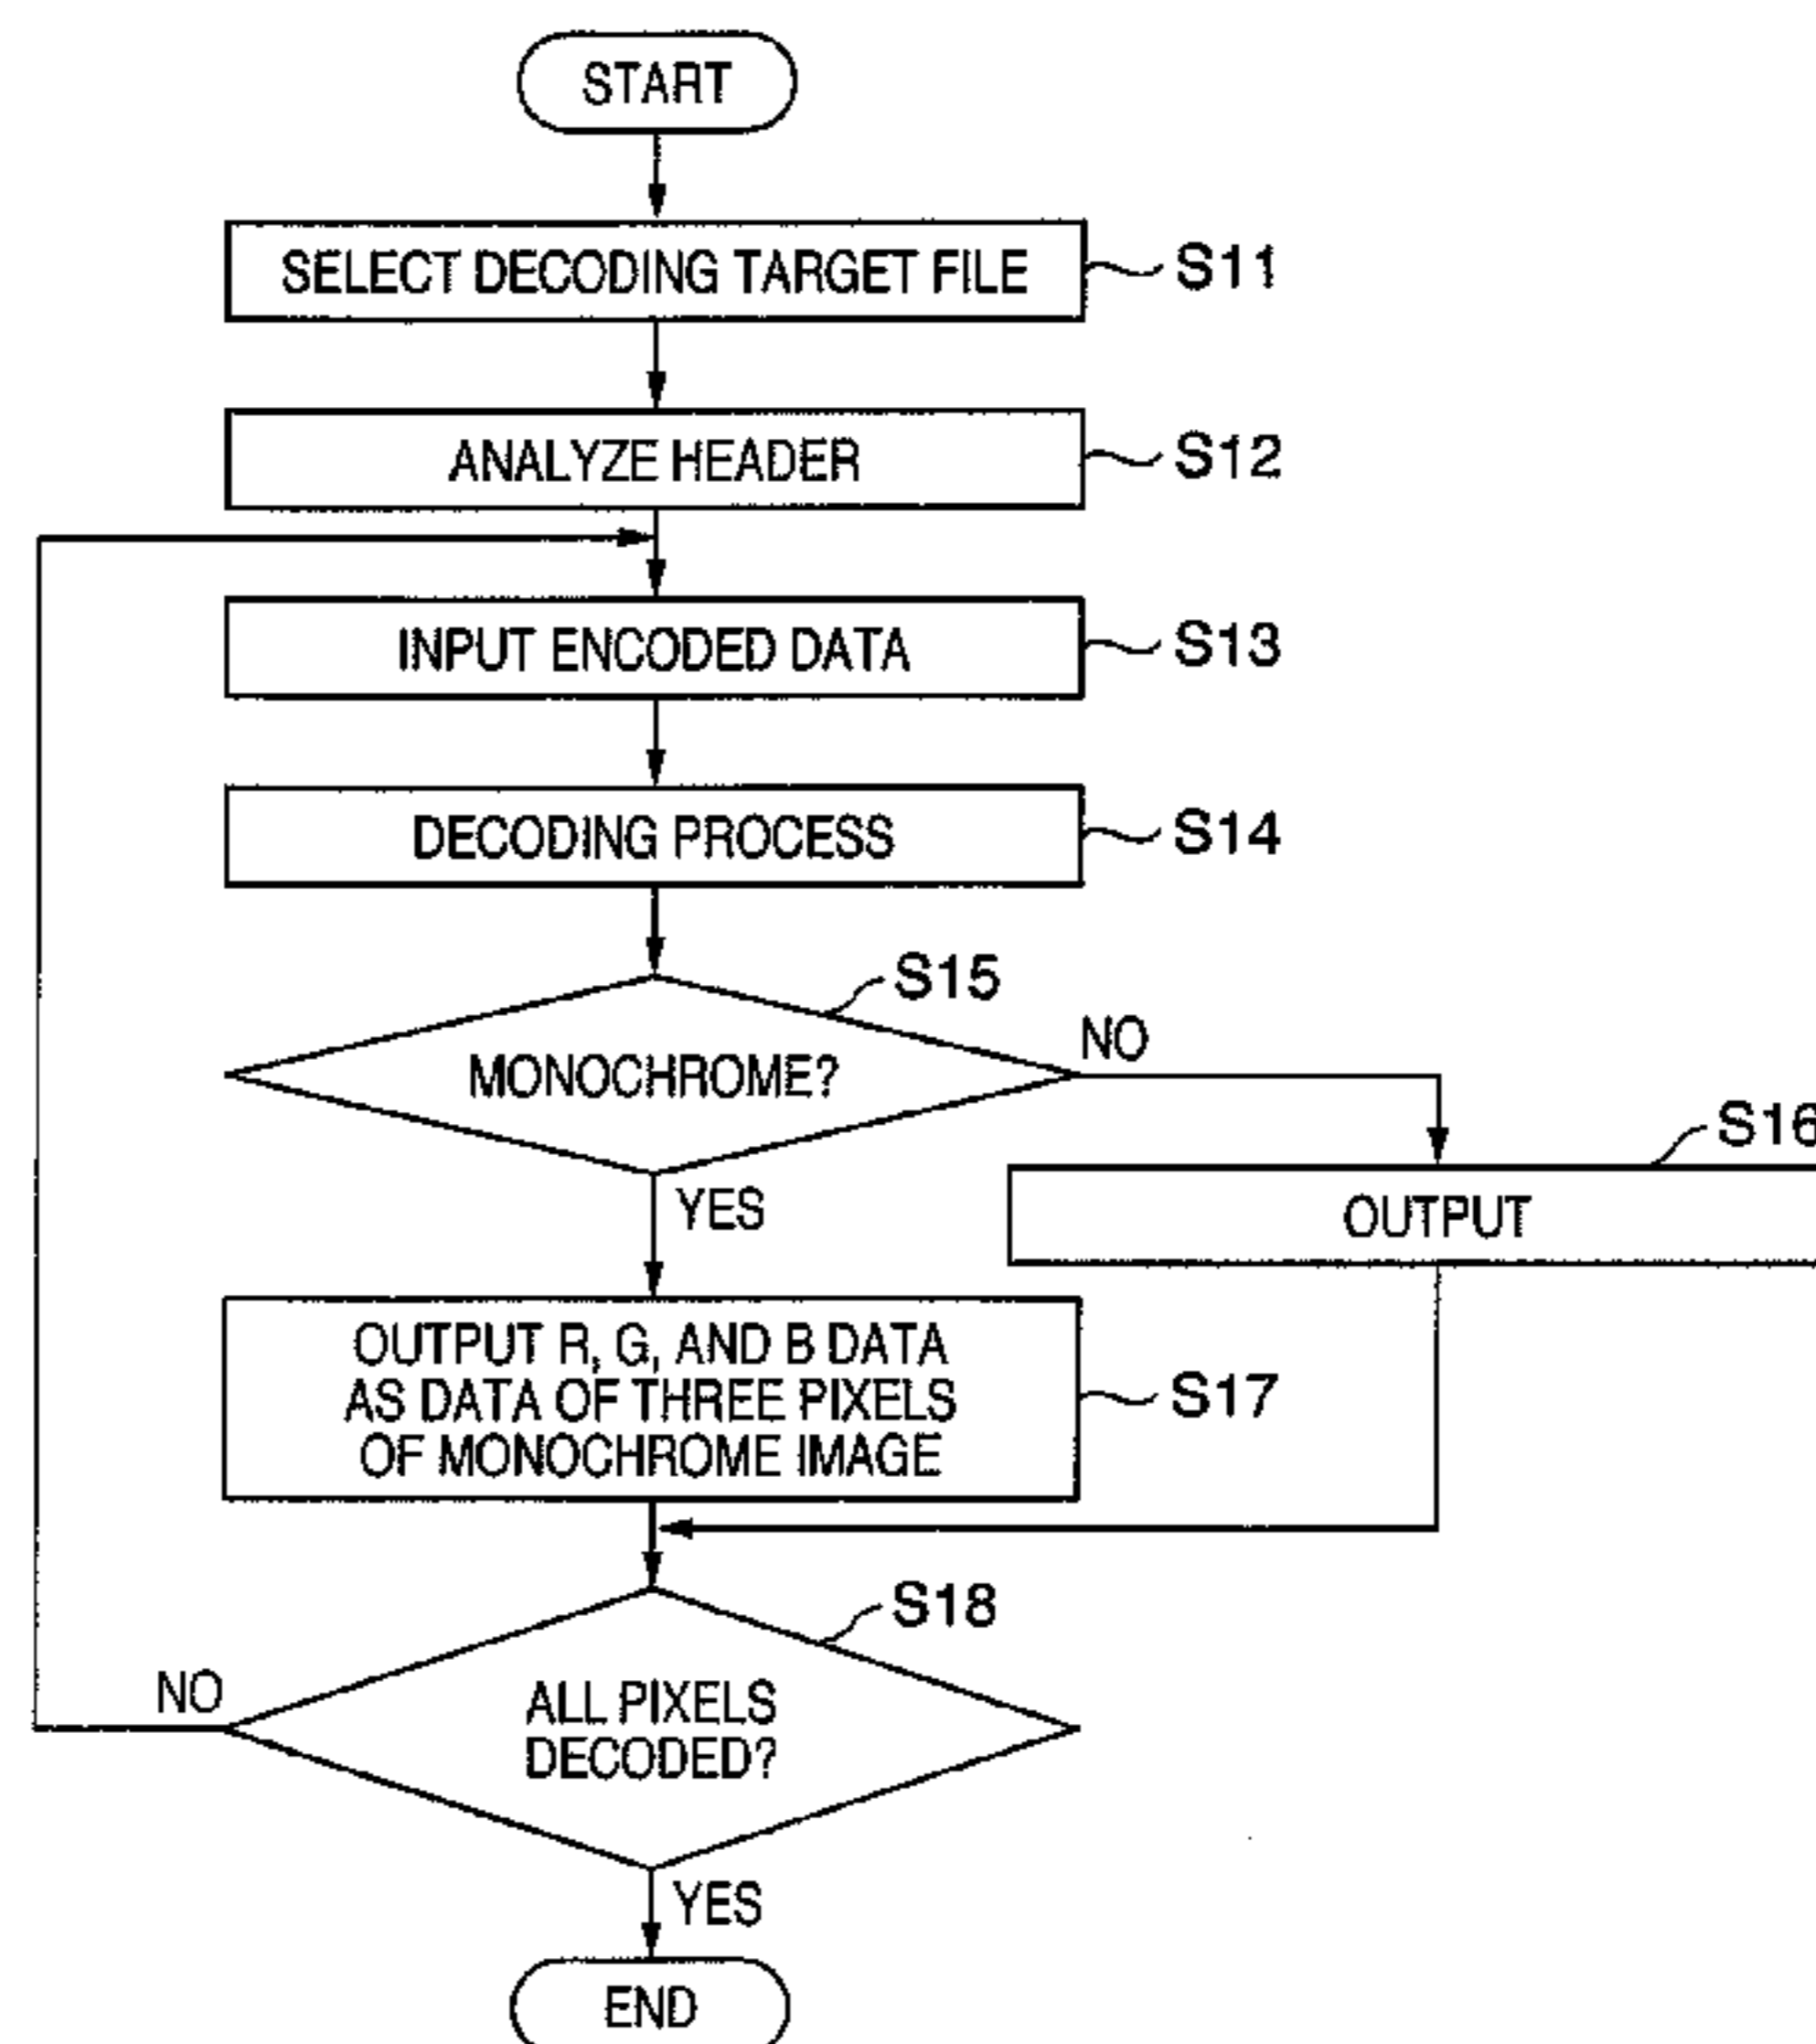 START
SELECT DECODING TARGET FILE
S11
ANALYZE HEADER
S12
INPUT ENCODED DATA
S13
DECODING PROCESS
S14
S15
MONOCHROME?
NO
S16
YES
OUTPUT
OUTPUT R, G, AND B DATA
AS DATA OF THREE PIXELS
OF MONOCHROME IMAGE
S17
S18
NO
ALL PIXELS
DECODED?
YES
END